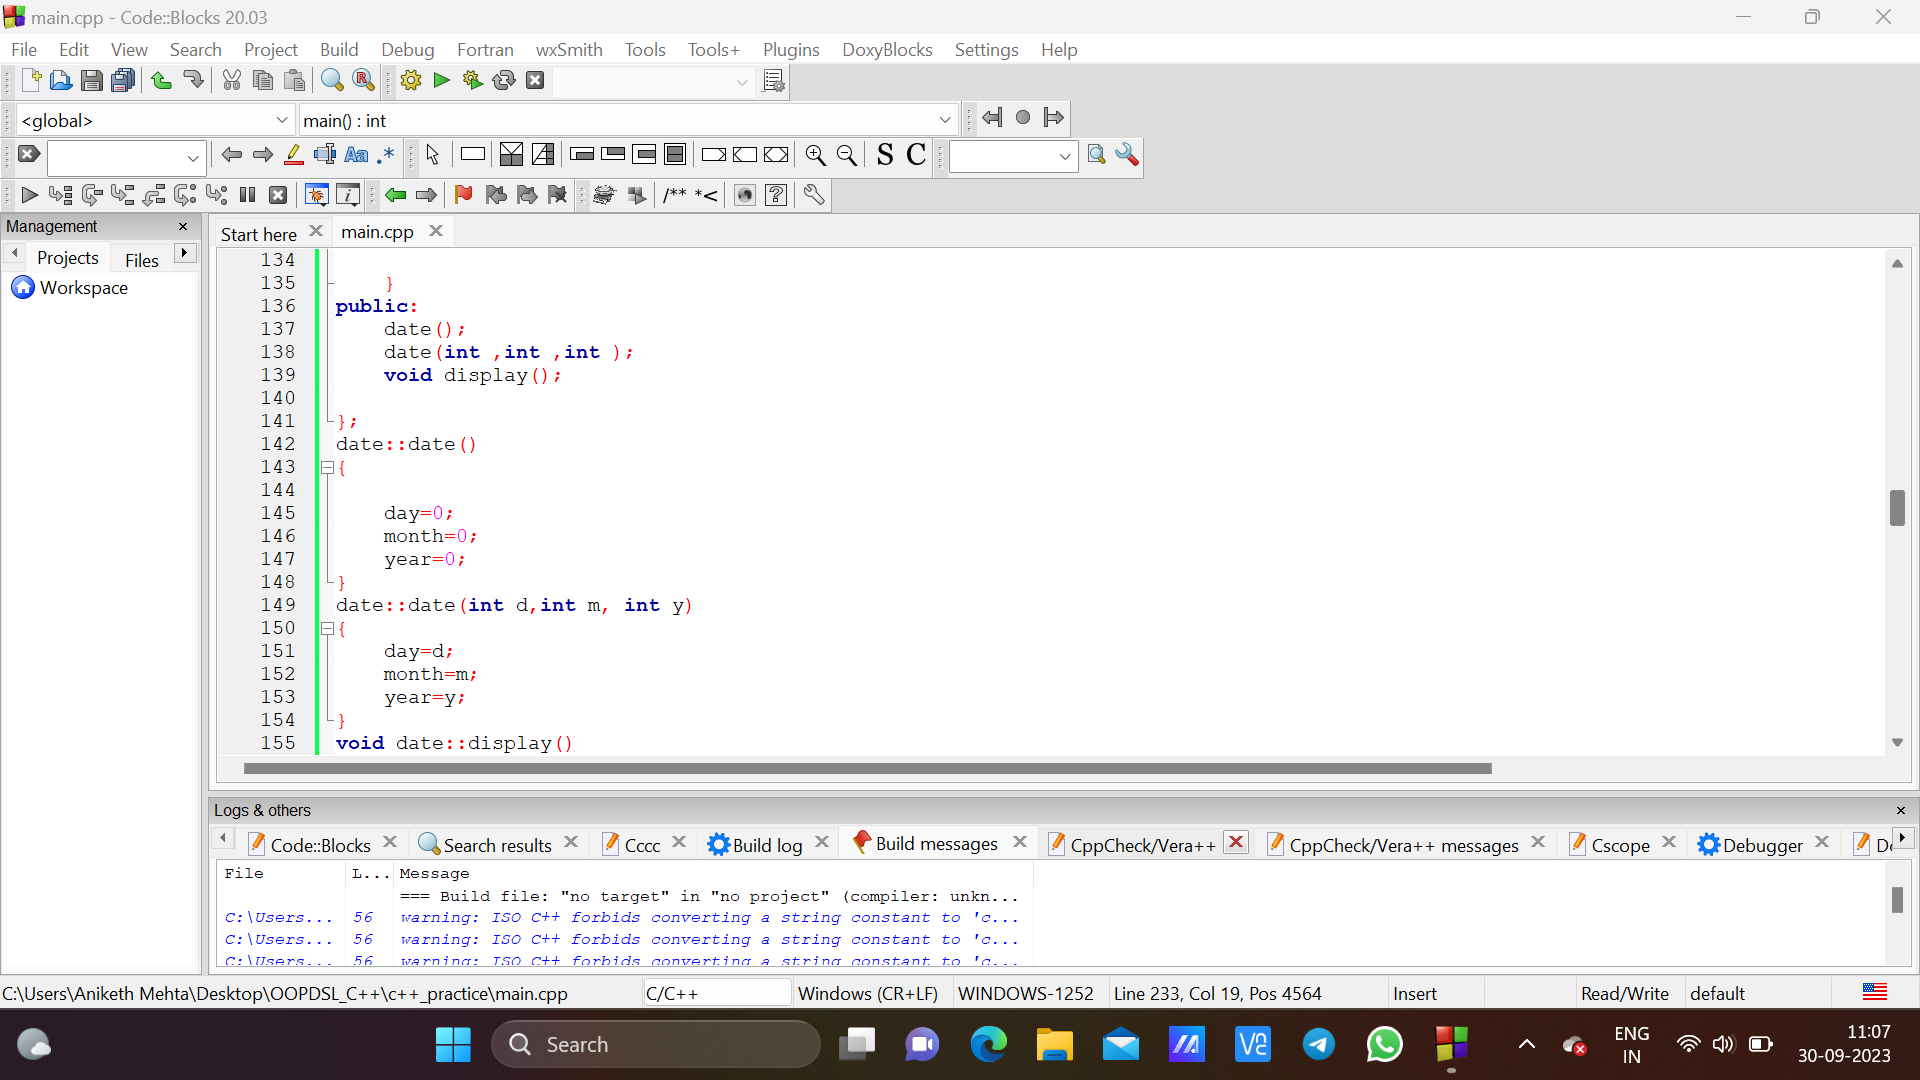 main.cpp - Code::Blocks 20.03
File Edit View Search Project Build Debug Fortran wxSmith Tools Tools+ Plugins DoxyBlocks Settings Help
<global> main() : int
Aa .* S C
/** *<
Management
Projects Files
Workspace
Start here main.cpp
134
135 }
136 public:
137 date();
138 date(int ,int ,int );
139 void display();
140
141 };
142 date::date()
143 {
144
145 day=0;
146 month=0;
147 year=0;
148 }
149 date::date(int d,int m, int y)
150 {
151 day=d;
152 month=m;
153 year=y;
154 }
155 void date::display()
Logs & others
Code::Blocks Search results Cccc Build log Build messages CppCheck/Vera++ CppCheck/Vera++ messages Cscope Debugger
File L... Message
=== Build file: "no target" in "no project" (compiler: unkn...
C:\Users... 56 warning: ISO C++ forbids converting a string constant to 'c...
C:\Users... 56 warning: ISO C++ forbids converting a string constant to 'c...
C:\Users... 56 warning: ISO C++ forbids converting a string constant to 'c...
C:\Users\Aniketh Mehta\Desktop\OOPDSL_C++\c++_practice\main.cpp C/C++ Windows (CR+LF) WINDOWS-1252 Line 233, Col 19, Pos 4564 Insert Read/Write default
Search
ENG
IN
11:07
30-09-2023